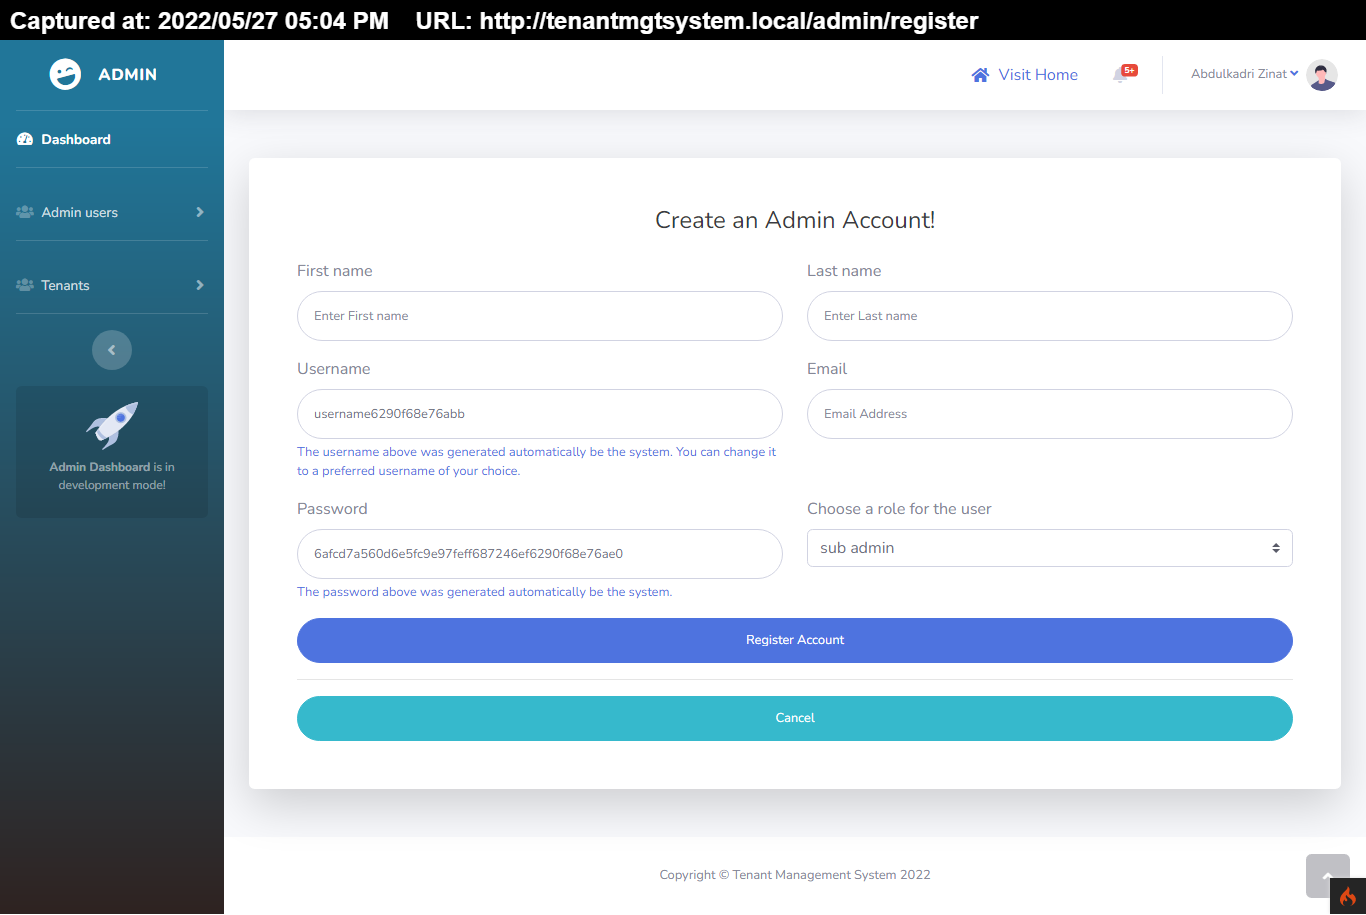 Captured at: 2022/05/27 05:04 PM URL: http://tenantmgtsystem.local/admin/register
ADMIN
Visit Home
5+
Abdulkadri Zinat
Dashboard
Admin users
Tenants
Admin Dashboard is in
development mode!
Create an Admin Account!
First name
Last name
Enter First name
Enter Last name
Username
Email
username6290f68e76abb
Email Address
The username above was generated automatically be the system. You can change it
to a preferred username of your choice.
Password
Choose a role for the user
6afcd7a560d6e5fc9e97feff687246ef6290f68e76ae0
sub admin
The password above was generated automatically be the system.
Register Account
Cancel
Copyright © Tenant Management System 2022